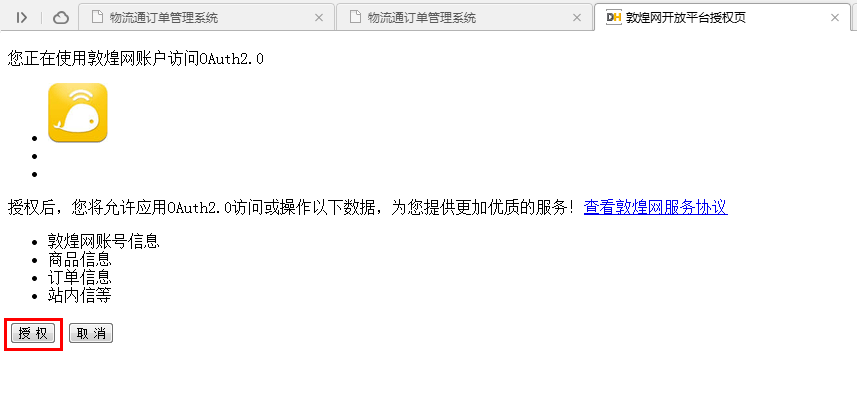 物流通订单管理系统
物流通订单管理系统
DH 敦煌网开放平台授权页
您正在使用敦煌网账户访问OAuth2.0
授权后，您将允许应用OAuth2.0访问或操作以下数据，为您提供更加优质的服务！查看敦煌网服务协议
敦煌网账号信息
商品信息
订单信息
站内信等
授 权 取 消